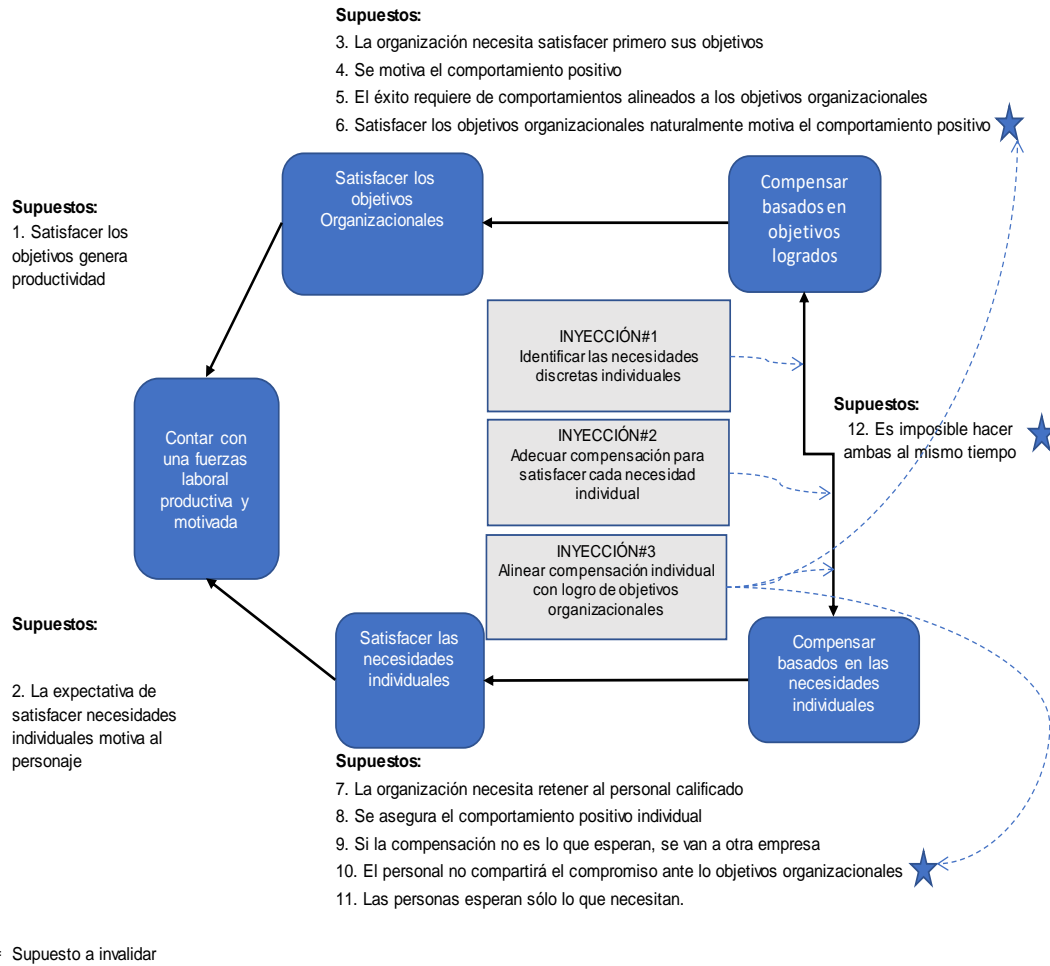 Supuestos:
3. La organización necesita satisfacer primero sus objetivos
4. Se motiva el comportamiento positivo
5. El éxito requiere de comportamientos alineados a los objetivos organizacionales
6. Satisfacer los objetivos organizacionales naturalmente motiva el comportamiento positivo
Satisfacer los
objetivos
Organizacionales
Compensar
basados en
objetivos
logrados
Supuestos:
1. Satisfacer los
objetivos genera
productividad
INYECCIÓN#1
Identificar las necesidades
discretas individuales
Contar con
una fuerzas
laboral
productiva y
motivada
INYECCIÓN#2
Adecuar compensación para
satisfacer cada necesidad
individual
Supuestos:
12. Es imposible hacer
ambas al mismo tiempo
INYECCIÓN#3
Alinear compensación individual
con logro de objetivos
organizacionales
Supuestos:
2. La expectativa de
satisfacer necesidades
individuales motiva al
personaje
Satisfacer las
necesidades
individuales
Compensar
basados en las
necesidades
individuales
Supuestos:
7. La organización necesita retener al personal calificado
8. Se asegura el comportamiento positivo individual
9. Si la compensación no es lo que esperan, se van a otra empresa
10. El personal no compartirá el compromiso ante lo objetivos organizacionales
11. Las personas esperan sólo lo que necesitan.
Supuesto a invalidar